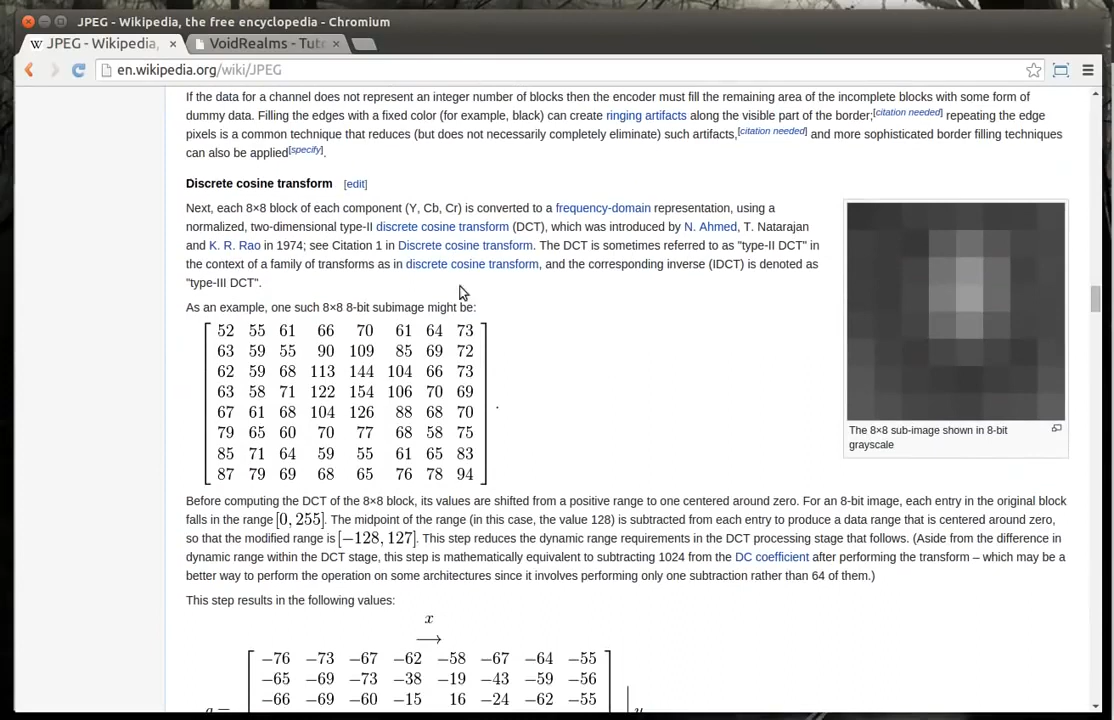 JPEG - Wikipedia, the free encyclopedia - Chromium
JPEG - Wikipedia, × VoidRealms - Tuto ×
en.wikipedia.org/wiki/JPEG
If the data for a channel does not represent an integer number of blocks then the encoder must fill the remaining area of the incomplete blocks with some form of
dummy data. Filling the edges with a fixed color (for example, black) can create ringing artifacts along the visible part of the border;[citation needed] repeating the edge
pixels is a common technique that reduces (but does not necessarily completely eliminate) such artifacts,[citation needed] and more sophisticated border filling techniques
can also be applied[specify].
Discrete cosine transform [edit]
Next, each 8×8 block of each component (Y, Cb, Cr) is converted to a frequency-domain representation, using a
normalized, two-dimensional type-II discrete cosine transform (DCT), which was introduced by N. Ahmed, T. Natarajan
and K. R. Rao in 1974; see Citation 1 in Discrete cosine transform. The DCT is sometimes referred to as "type-II DCT" in
the context of a family of transforms as in discrete cosine transform, and the corresponding inverse (IDCT) is denoted as
"type-III DCT".
As an example, one such 8×8 8-bit subimage might be:
52 55 61 66 70 61 64 73
63 59 55 90 109 85 69 72
62 59 68 113 144 104 66 73
63 58 71 122 154 106 70 69
67 61 68 104 126 88 68 70
79 65 60 70 77 68 58 75
85 71 64 59 55 61 65 83
87 79 69 68 65 76 78 94
.
The 8×8 sub-image shown in 8-bit
grayscale
Before computing the DCT of the 8×8 block, its values are shifted from a positive range to one centered around zero. For an 8-bit image, each entry in the original block
falls in the range [0, 255]. The midpoint of the range (in this case, the value 128) is subtracted from each entry to produce a data range that is centered around zero,
so that the modified range is [−128, 127]. This step reduces the dynamic range requirements in the DCT processing stage that follows. (Aside from the difference in
dynamic range within the DCT stage, this step is mathematically equivalent to subtracting 1024 from the DC coefficient after performing the transform – which may be a
better way to perform the operation on some architectures since it involves performing only one subtraction rather than 64 of them.)
This step results in the following values:
x
→
−76 −73 −67 −62 −58 −67 −64 −55
−65 −69 −73 −38 −19 −43 −59 −56
−66 −69 −60 −15 16 −24 −62 −55